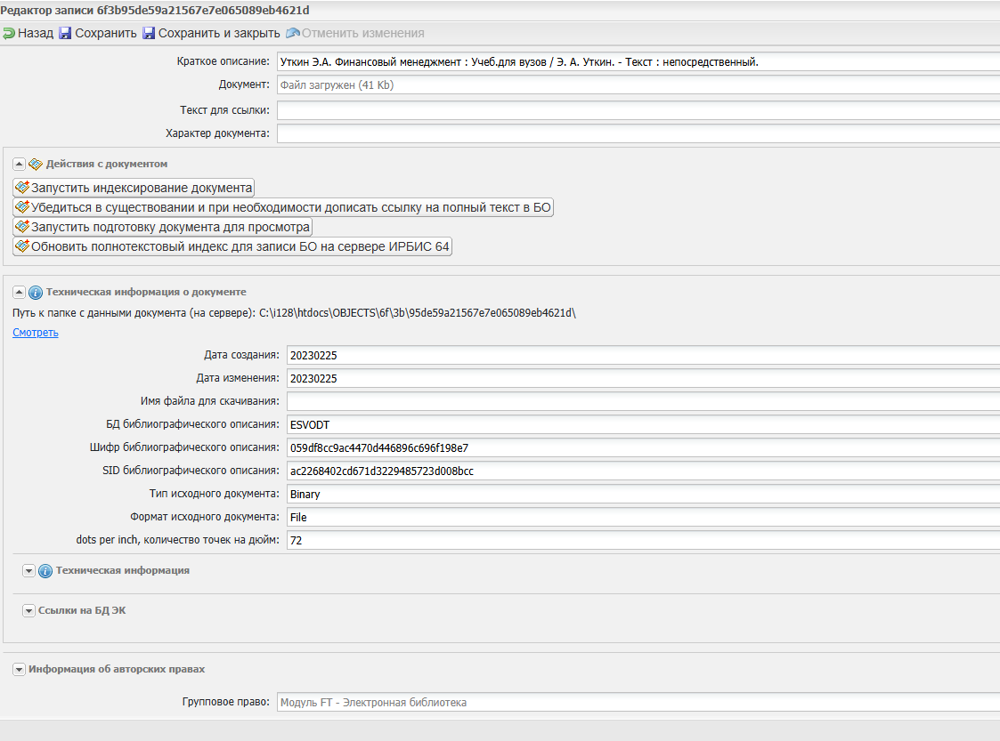 Редактор записи 6f3b95de59a21567e7e065089eb4621d
Назад Сохранить Сохранить и закрыть Отменить изменения
Краткое описание: Уткин Э.А. Финансовый менеджмент : Учеб.для вузов / Э. А. Уткин. - Текст : непосредственный.
Документ: Файл загружен (41 Kb)
Текст для ссылки:
Характер документа:
Действия с документом
Запустить индексирование документа
Убедиться в существовании и при необходимости дописать ссылку на полный текст в БО
Запустить подготовку документа для просмотра
Обновить полнотекстовый индекс для записи БО на сервере ИРБИС 64
Техническая информация о документе
Путь к папке с данными документа (на сервере): C:\i128\htdocs\OBJECTS\6f\3b\95de59a21567e7e065089eb4621d\
Смотреть
Дата создания: 20230225
Дата изменения: 20230225
Имя файла для скачивания:
БД библиографического описания: ESVODT
Шифр библиографического описания: 059df8cc9ac4470d446896c696f198e7
SID библиографического описания: ac2268402cd671d3229485723d008bcc
Тип исходного документа: Binary
Формат исходного документа: File
dots per inch, количество точек на дюйм: 72
Техническая информация
Ссылки на БД ЭК
Информация об авторских правах
Групповое право: Модуль FT - Электронная библиотека